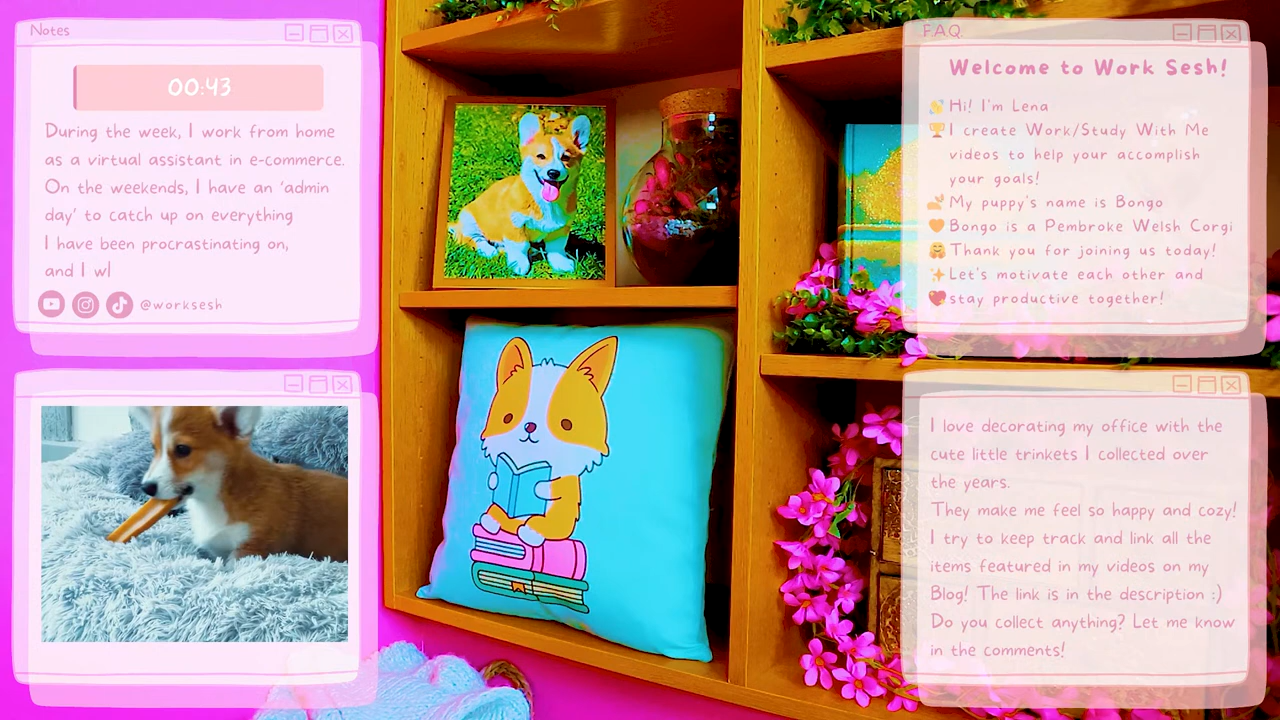 Notes
00:43
During the week, I work from home
as a virtual assistant in e-commerce.
On the weekends, I have an 'admin
day' to catch up on everything
I have been procrastinating on,
and I wl
@worksesh
F.A.Q.
Welcome to Work Sesh!
Hi! I'm Lena
I create Work/Study With Me
videos to help your accomplish
your goals!
My puppy's name is Bongo
Bongo is a Pembroke Welsh Corgi
Thank you for joining us today!
Let's motivate each other and
stay productive together!
I love decorating my office with the
cute little trinkets I collected over
the years.
They make me feel so happy and cozy!
I try to keep track and link all the
items featured in my videos on my
Blog! The link is in the description :)
Do you collect anything? Let me know
in the comments!